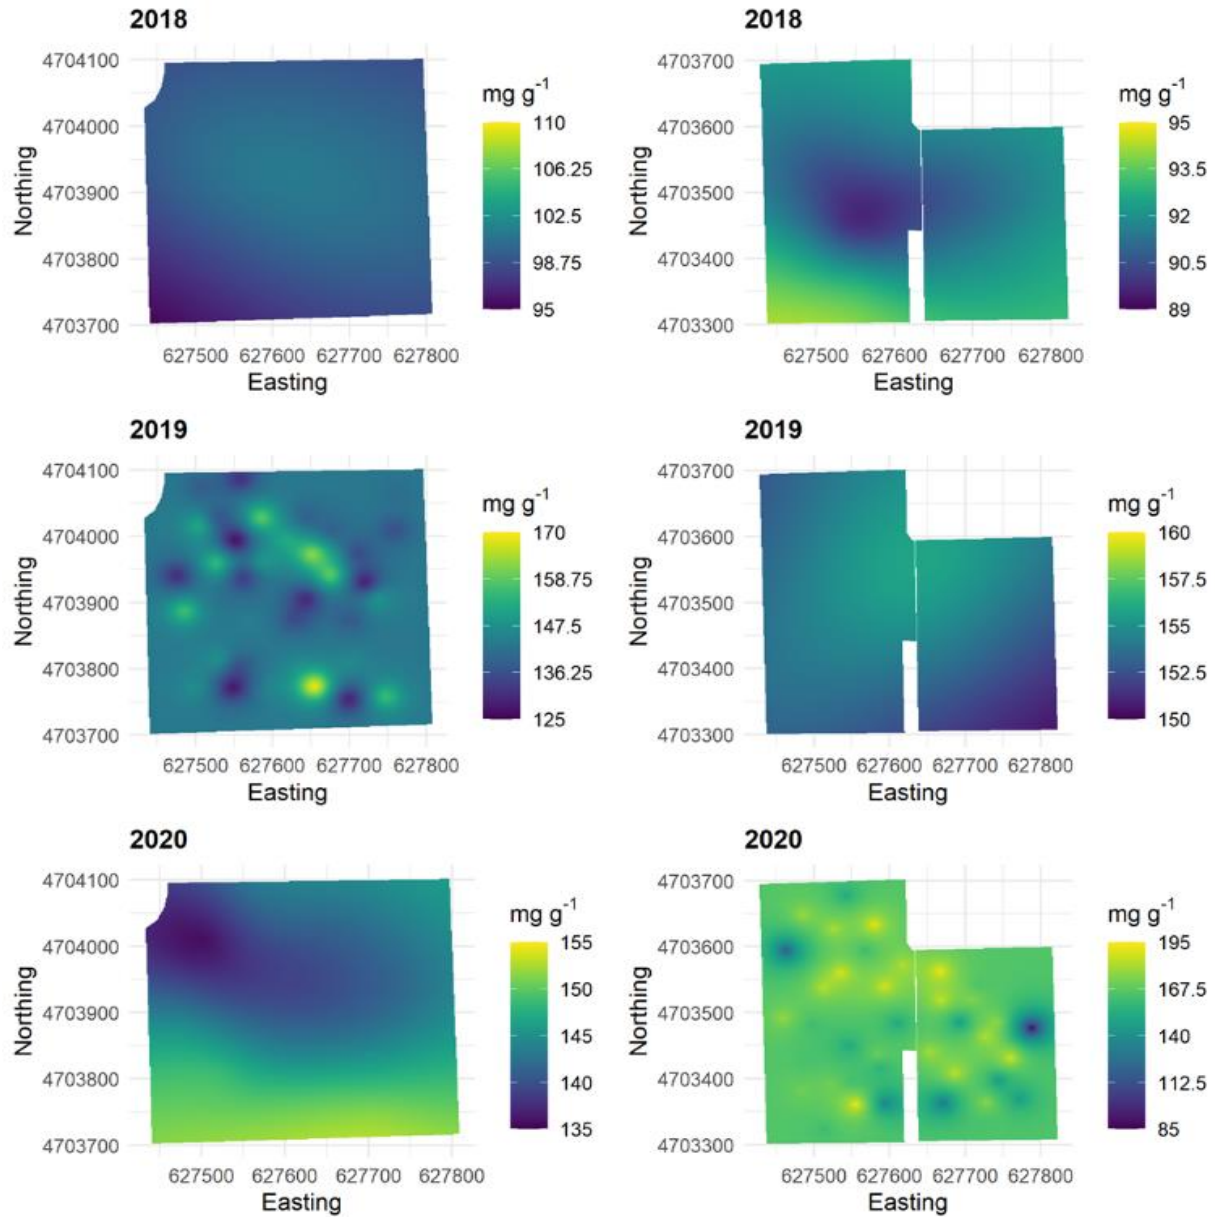 2018
4704100
4704000
4703900
4703800
4703700
Northing
627500 627600 627700 627800
Easting
mg g⁻¹
110
106.25
102.5
98.75
95
2018
4703700
4703600
4703500
4703400
4703300
Northing
627500 627600 627700 627800
Easting
mg g⁻¹
95
93.5
92
90.5
89
2019
4704100
4704000
4703900
4703800
4703700
Northing
627500 627600 627700 627800
Easting
mg g⁻¹
170
158.75
147.5
136.25
125
2019
4703700
4703600
4703500
4703400
4703300
Northing
627500 627600 627700 627800
Easting
mg g⁻¹
160
157.5
155
152.5
150
2020
4704100
4704000
4703900
4703800
4703700
Northing
627500 627600 627700 627800
Easting
mg g⁻¹
155
150
145
140
135
2020
4703700
4703600
4703500
4703400
4703300
Northing
627500 627600 627700 627800
Easting
mg g⁻¹
195
167.5
140
112.5
85